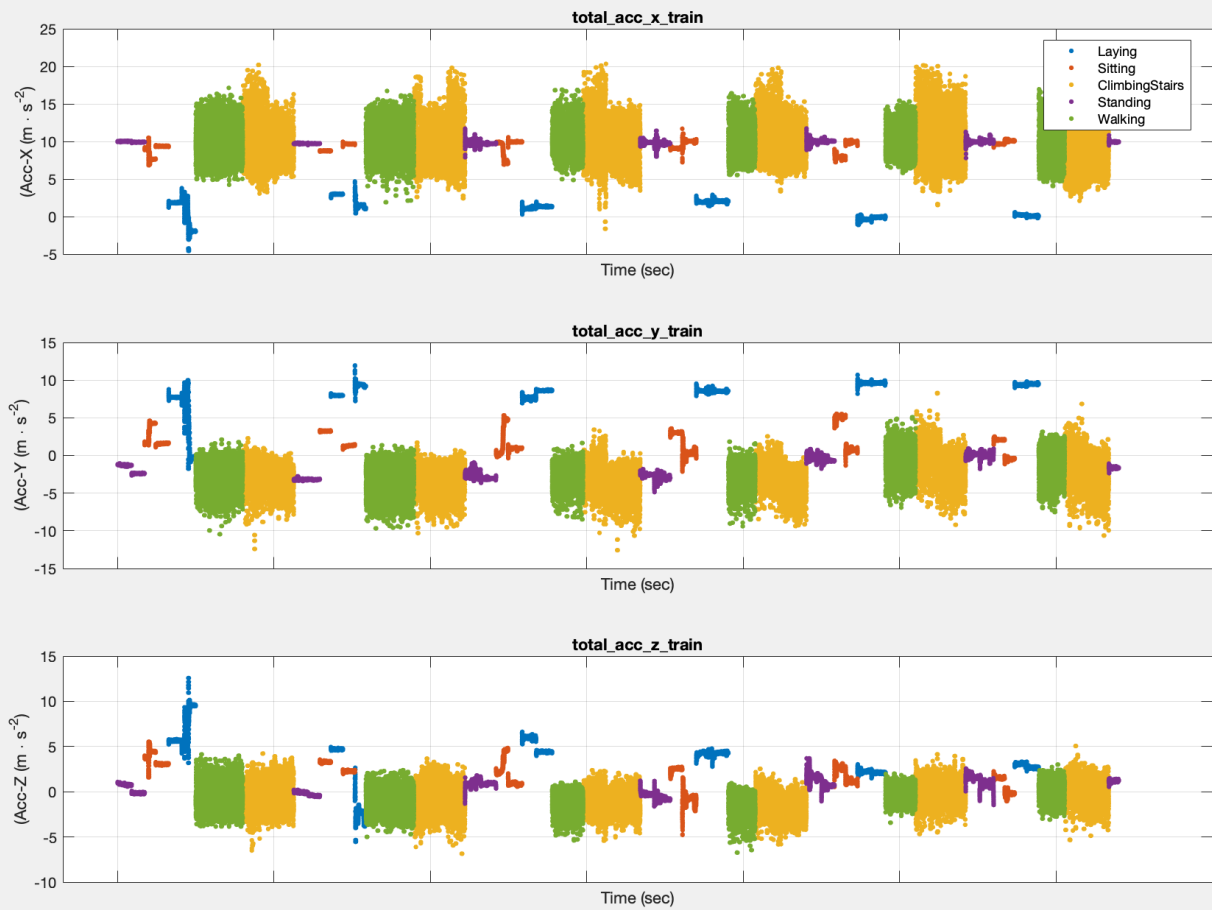 total_acc_x_train
25
20
15
10
5
0
-5
(Acc-X (m · s⁻²)
Laying
Sitting
ClimbingStairs
Standing
Walking
Time (sec)
total_acc_y_train
15
10
5
0
-5
-10
-15
(Acc-Y (m · s⁻²)
Time (sec)
total_acc_z_train
15
10
5
0
-5
-10
(Acc-Z (m · s⁻²)
Time (sec)